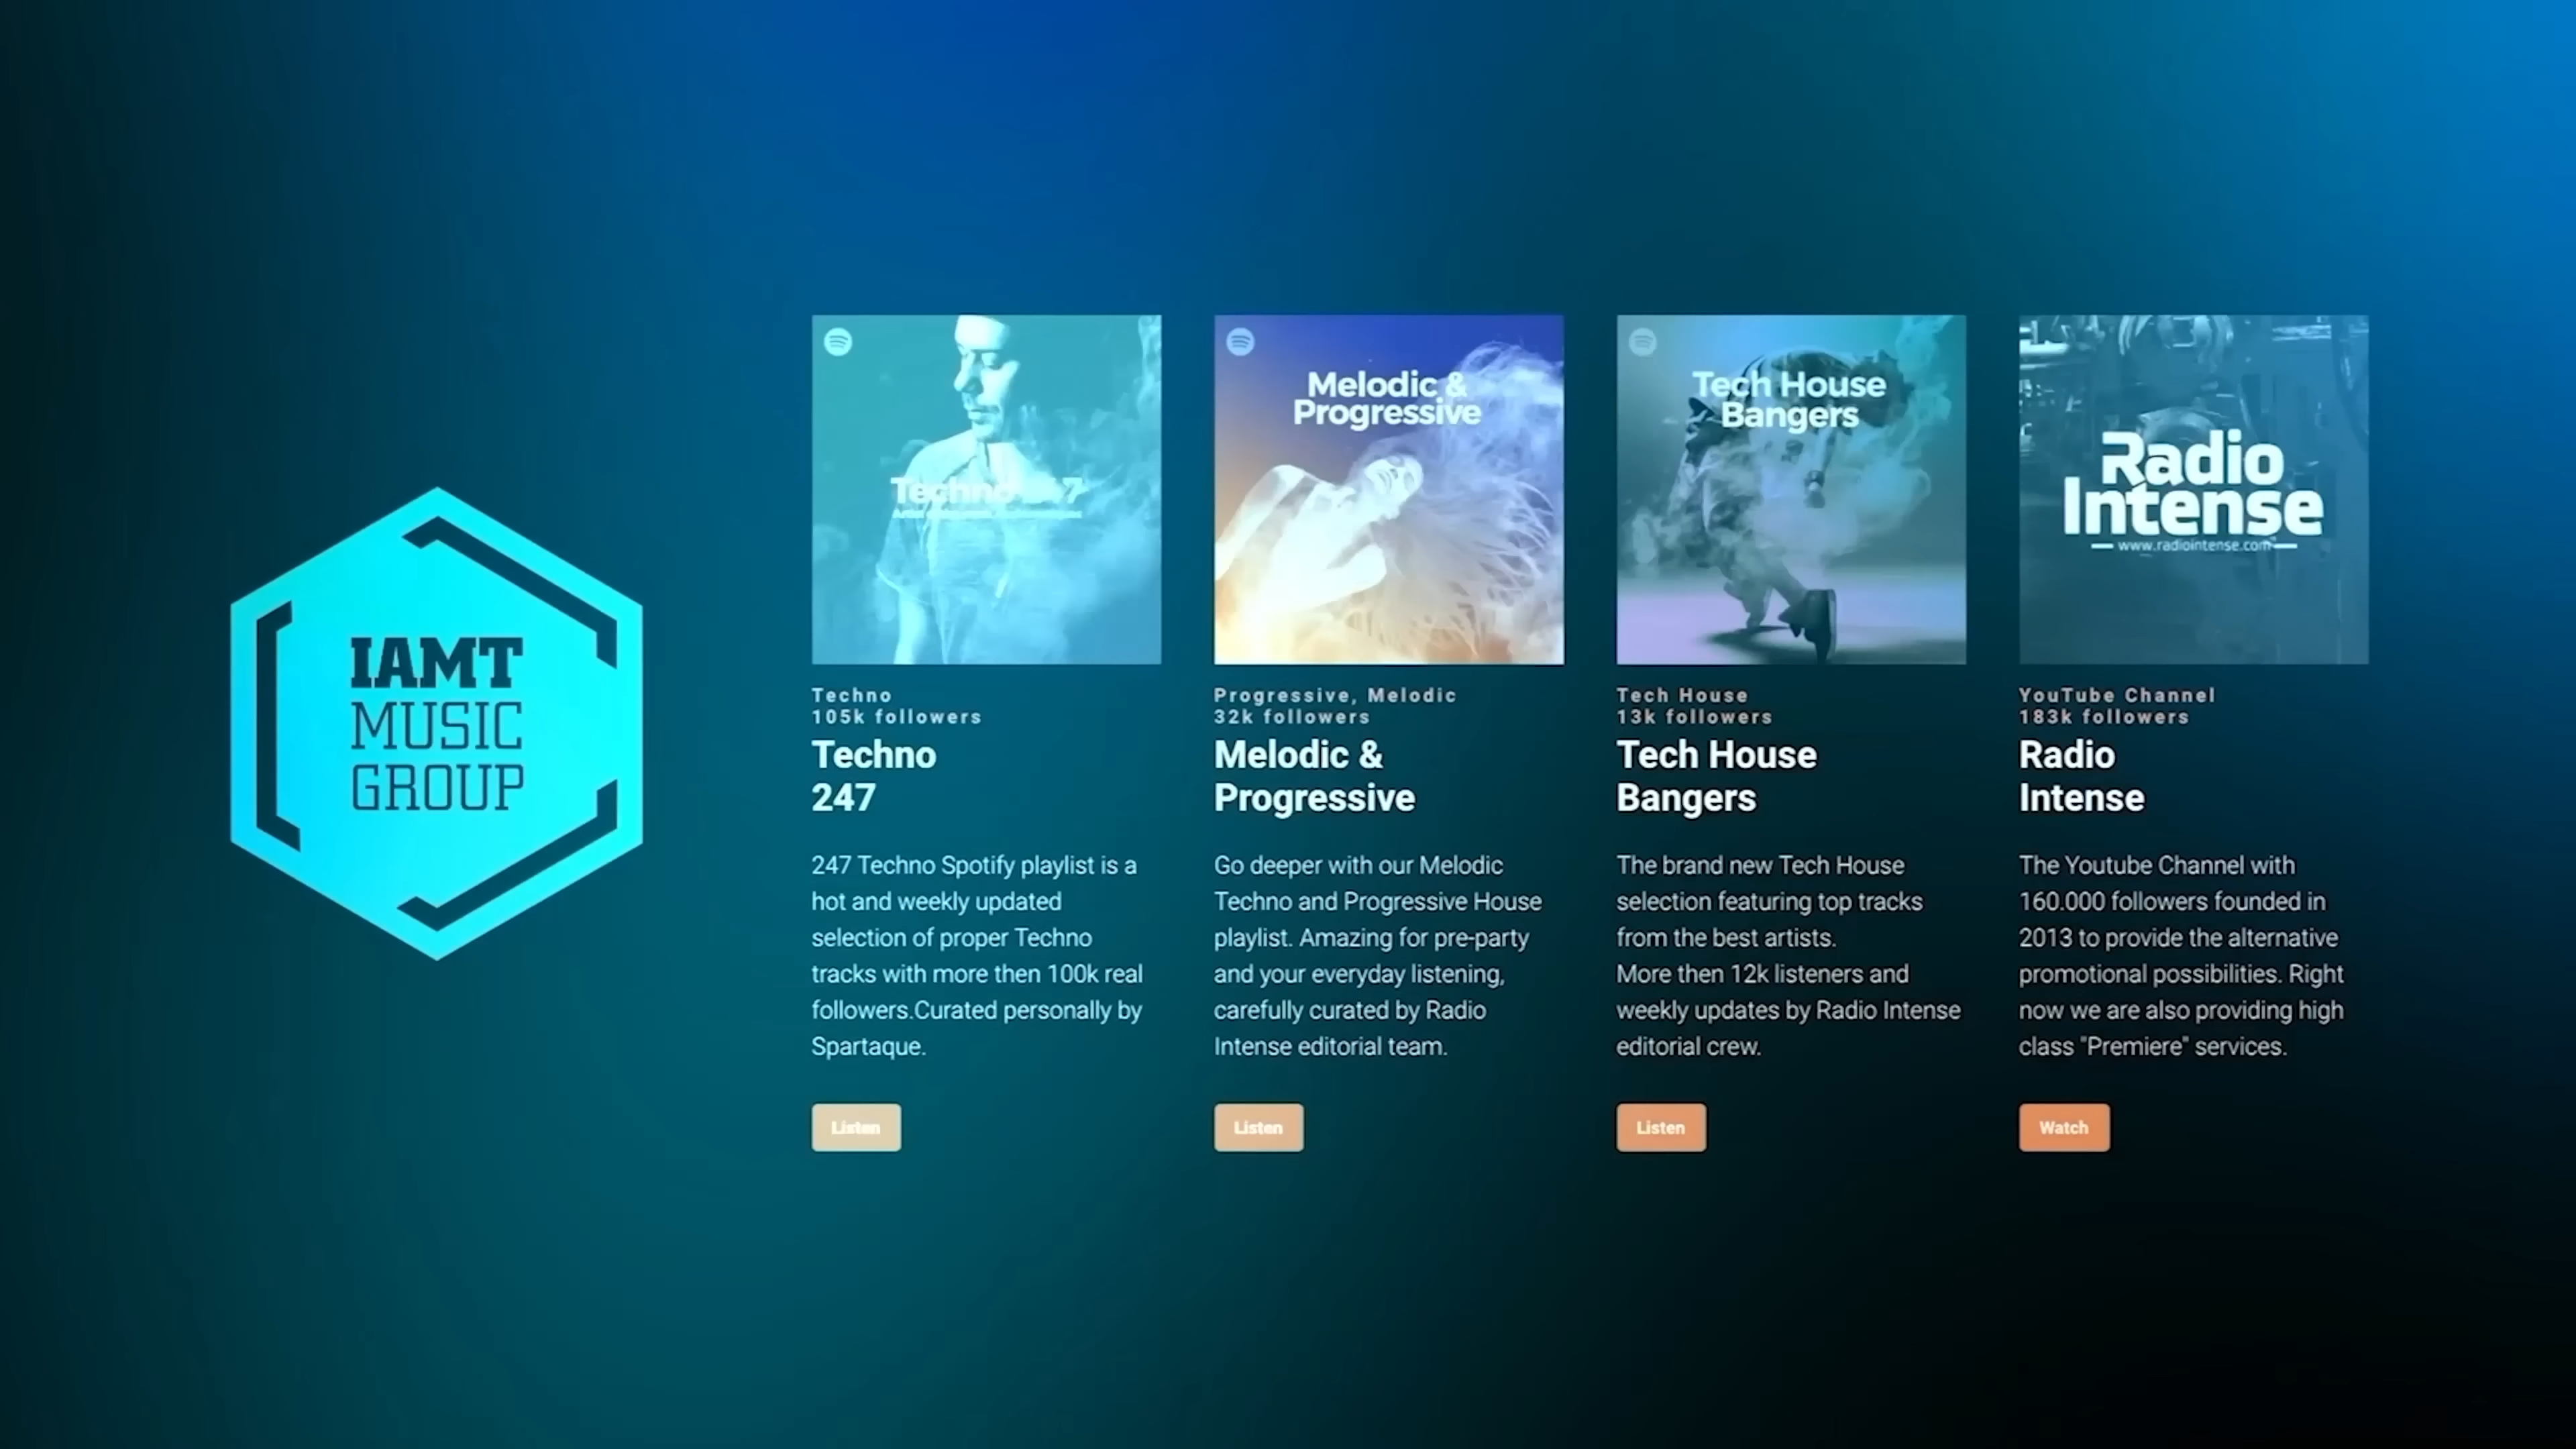 IAMT
MUSIC
GROUP
Techno 247
Techno
105k followers
Techno
247
247 Techno Spotify playlist is a
hot and weekly updated
selection of proper Techno
tracks with more then 100k real
followers.Curated personally by
Spartaque.
Listen
Melodic &
Progressive
Progressive, Melodic
32k followers
Melodic &
Progressive
Go deeper with our Melodic
Techno and Progressive House
playlist. Amazing for pre-party
and your everyday listening,
carefully curated by Radio
Intense editorial team.
Listen
Tech House
Bangers
Tech House
13k followers
Tech House
Bangers
The brand new Tech House
selection featuring top tracks
from the best artists.
More then 12k listeners and
weekly updates by Radio Intense
editorial crew.
Listen
Radio
Intense
www.radiointense.com
YouTube Channel
183k followers
Radio
Intense
The Youtube Channel with
160.000 followers founded in
2013 to provide the alternative
promotional possibilities. Right
now we are also providing high
class "Premiere" services.
Watch